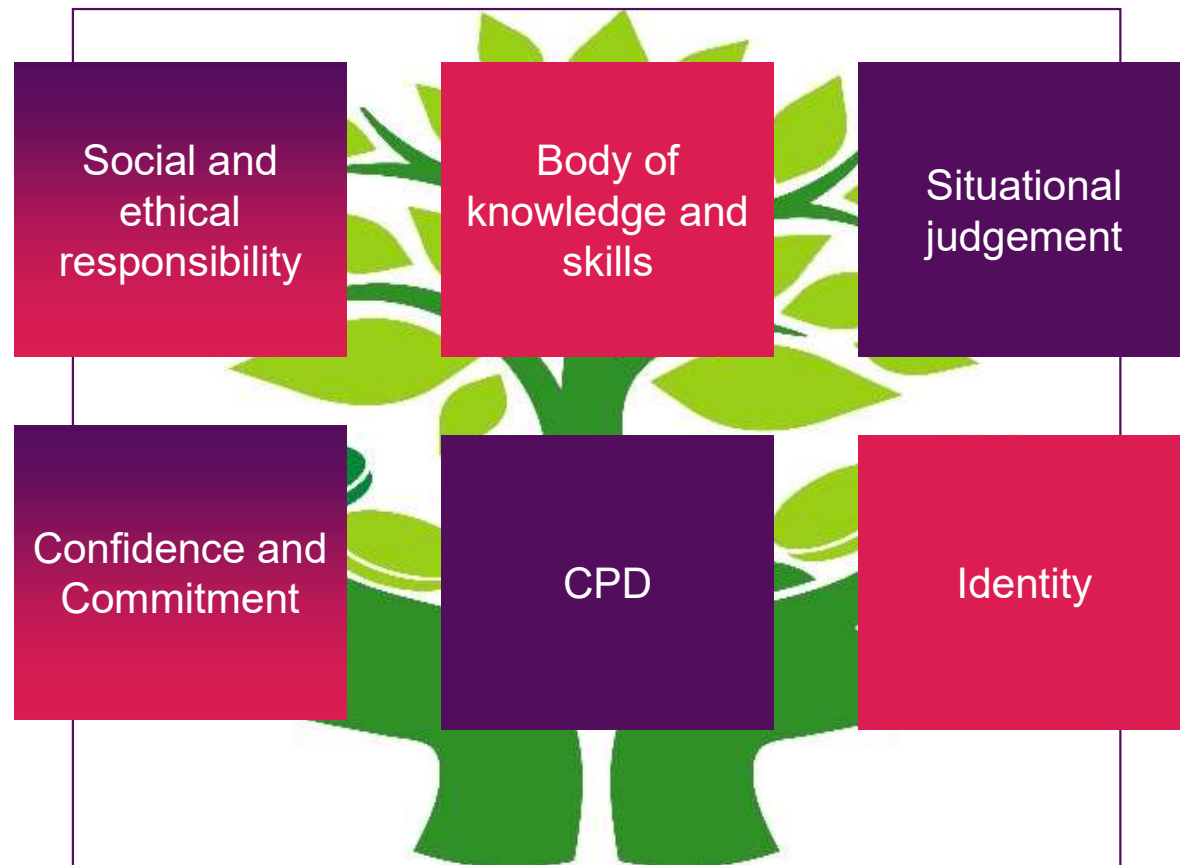 Social and
ethical
responsibility
Body of
knowledge and
skills
Situational
judgement
Confidence and
Commitment
CPD
Identity